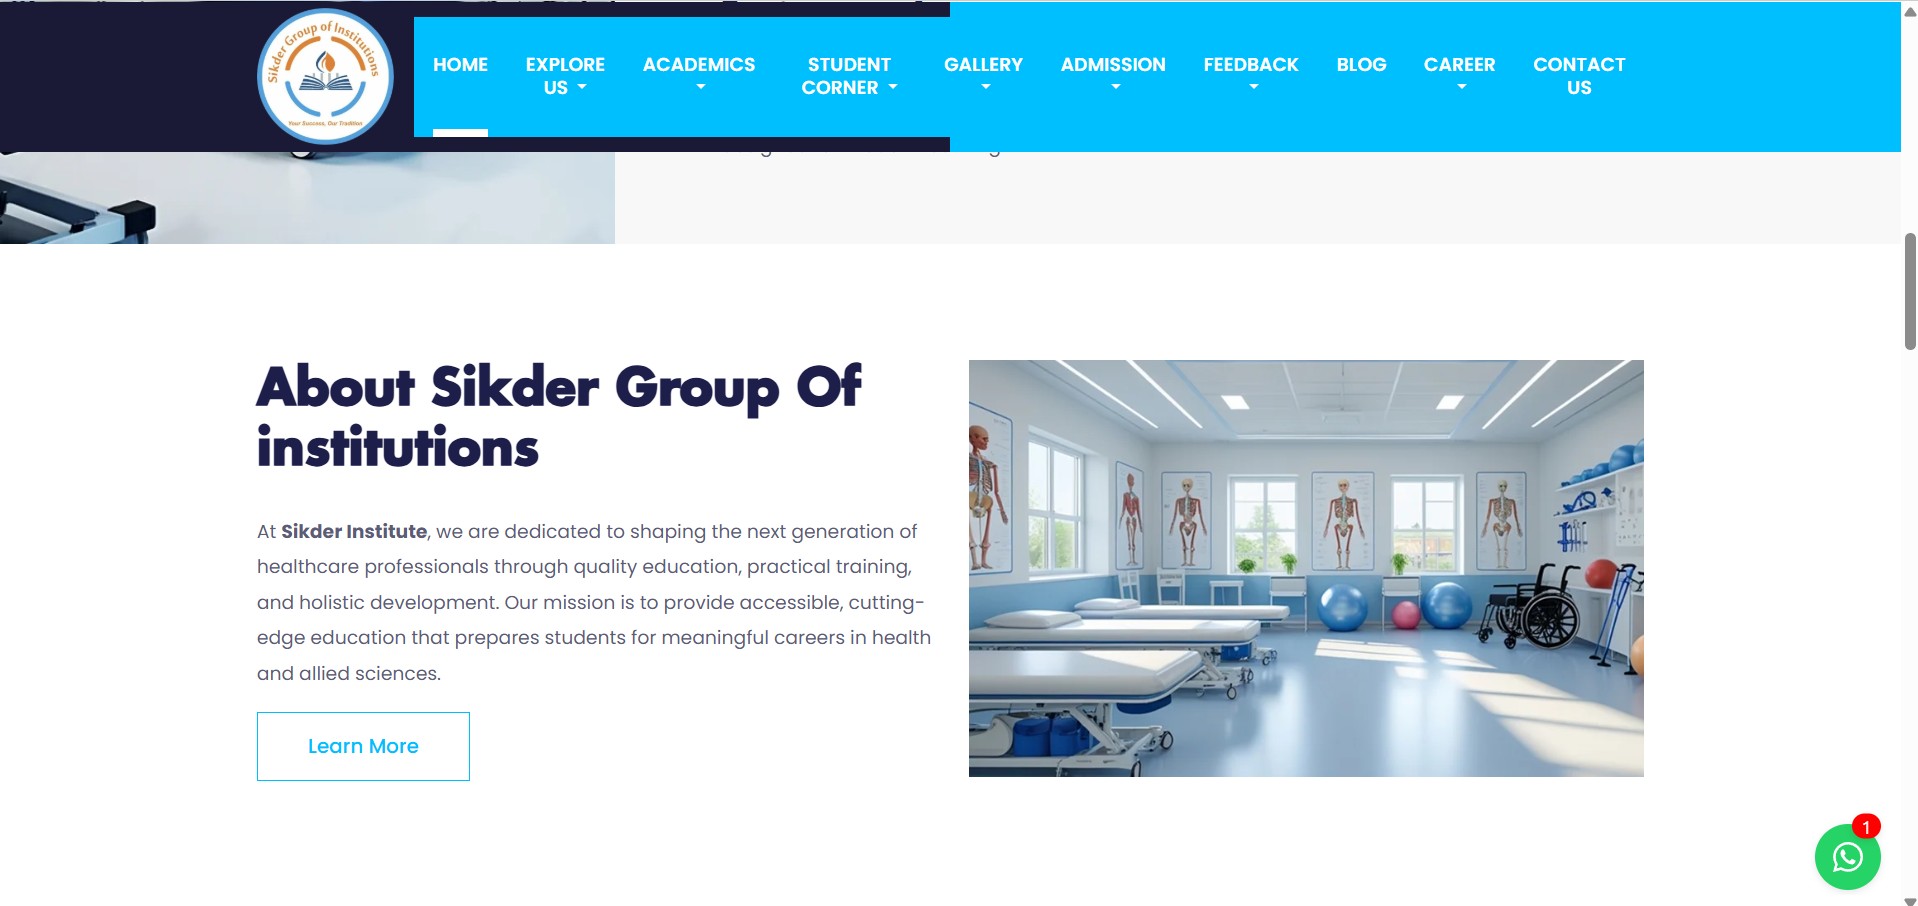 Sikder Group of Institutions
Your Success, Our Tradition
HOME
EXPLORE
US
ACADEMICS
STUDENT
CORNER
GALLERY
ADMISSION
FEEDBACK
BLOG
CAREER
CONTACT
US
About Sikder Group Of
institutions
At Sikder Institute, we are dedicated to shaping the next generation of
healthcare professionals through quality education, practical training,
and holistic development. Our mission is to provide accessible, cutting-
edge education that prepares students for meaningful careers in health
and allied sciences.
Learn More
1